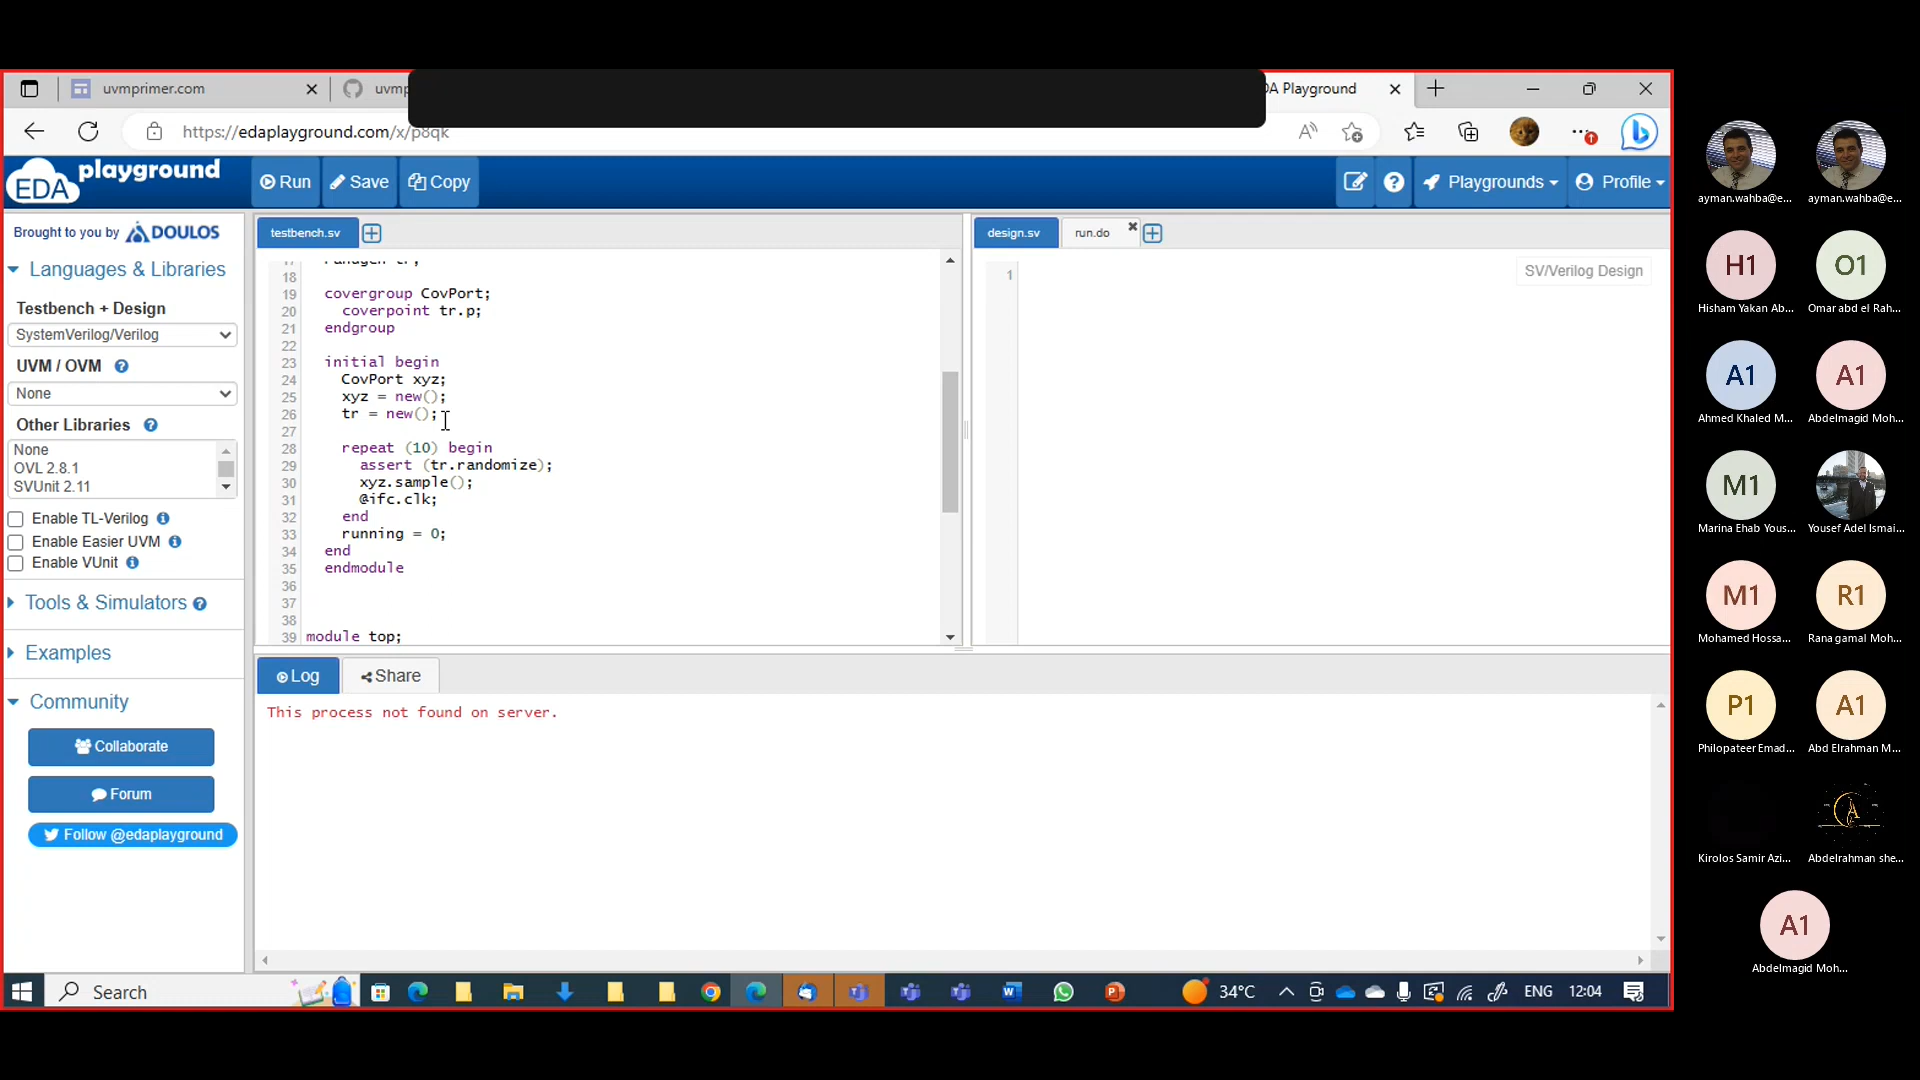 uvmprimer.com
uvmp
DA Playground
https://edaplayground.com/x/p8qk
EDA playground
Run
Save
Copy
Playgrounds
Profile
Brought to you by DOULOS
Languages & Libraries
Testbench + Design
SystemVerilog/Verilog
UVM / OVM
None
Other Libraries
None
OVL 2.8.1
SVUnit 2.11
Enable TL-Verilog
Enable Easier UVM
Enable VUnit
Tools & Simulators
Examples
Community
Collaborate
Forum
Follow @edaplayground
testbench.sv
18
19 covergroup CovPort;
20 coverpoint tr.p;
21 endgroup
22
23 initial begin
24 CovPort xyz;
25 xyz = new();
26 tr = new();
27
28 repeat (10) begin
29 assert (tr.randomize);
30 xyz.sample();
31 @ifc.clk;
32 end
33 running = 0;
34 end
35 endmodule
36
37
38
39 module top;
design.sv
run.do
1
SV/Verilog Design
Log
Share
This process not found on server.
Search
34°C
ENG
12:04
ayman.wahba@e...
ayman.wahba@e...
H1
Hisham Yakan Ab...
O1
Omar abd el Rah...
A1
Ahmed Khaled M...
A1
Abdelmagid Moh...
M1
Marina Ehab Yous...
Yousef Adel Ismai...
M1
Mohamed Hossa...
R1
Rana gamal Moh...
P1
Philopateer Emad...
A1
Abd Elrahman M...
Kirolos Samir Azi...
Abdelrahman she...
A1
Abdelmagid Moh...